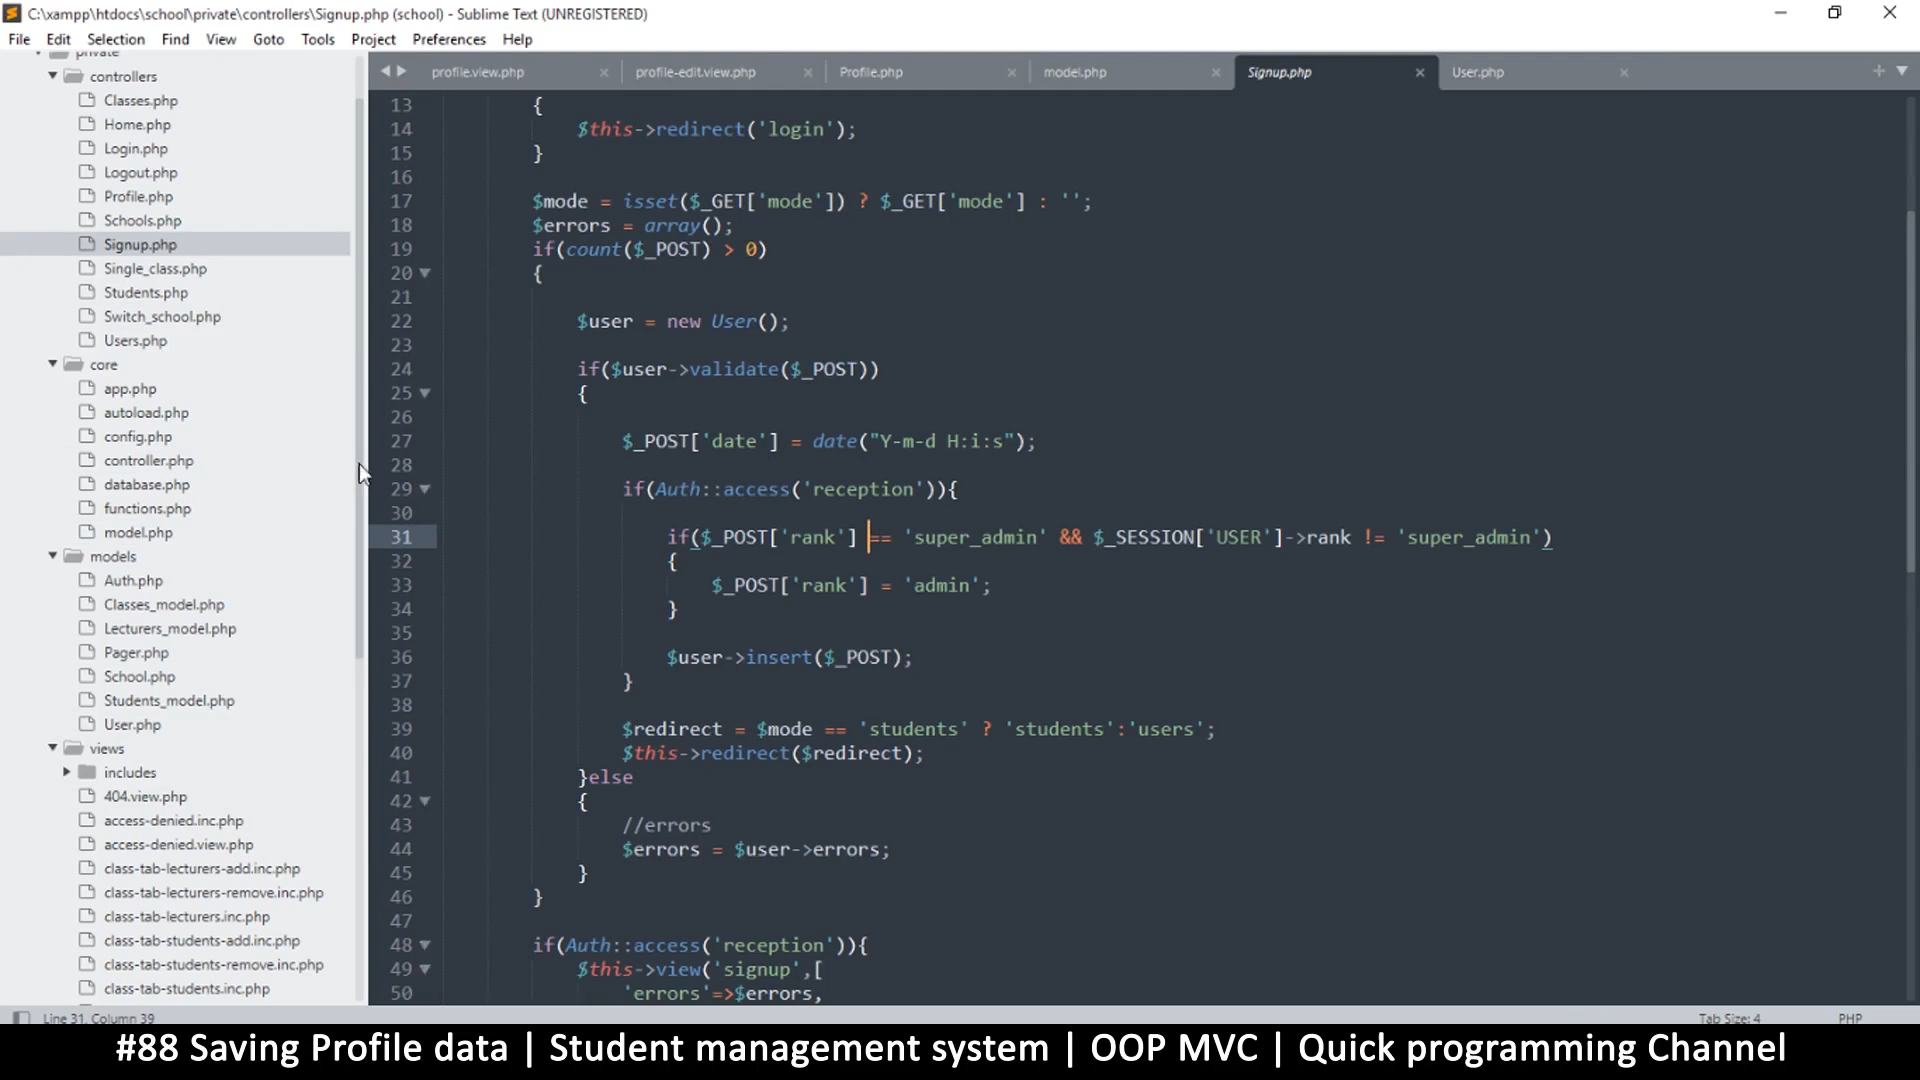 C:\xampp\htdocs\school\private\controllers\Signup.php (school) - Sublime Text (UNREGISTERED)
File Edit Selection Find View Goto Tools Project Preferences Help
private
controllers
Classes.php
Home.php
Login.php
Logout.php
Profile.php
Schools.php
Signup.php
Single_class.php
Students.php
Switch_school.php
Users.php
core
app.php
autoload.php
config.php
controller.php
database.php
functions.php
model.php
models
Auth.php
Classes_model.php
Lecturers_model.php
Pager.php
School.php
Students_model.php
User.php
views
includes
404.view.php
access-denied.inc.php
access-denied.view.php
class-tab-lecturers-add.inc.php
class-tab-lecturers-remove.inc.php
class-tab-lecturers.inc.php
class-tab-students-add.inc.php
class-tab-students-remove.inc.php
class-tab-students.inc.php
profile.view.php profile-edit.view.php Profile.php model.php Signup.php User.php
13 {
14 $this->redirect('login');
15 }
16
17 $mode = isset($_GET['mode']) ? $_GET['mode'] : '';
18 $errors = array();
19 if(count($_POST) > 0)
20 {
21
22 $user = new User();
23
24 if($user->validate($_POST))
25 {
26
27 $_POST['date'] = date("Y-m-d H:i:s");
28
29 if(Auth::access('reception')){
30
31 if($_POST['rank'] == 'super_admin' && $_SESSION['USER']->rank != 'super_admin')
32 {
33 $_POST['rank'] = 'admin';
34 }
35
36 $user->insert($_POST);
37 }
38
39 $redirect = $mode == 'students' ? 'students':'users';
40 $this->redirect($redirect);
41 }else
42 {
43 //errors
44 $errors = $user->errors;
45 }
46 }
47
48 if(Auth::access('reception')){
49 $this->view('signup',[
50 'errors'=>$errors,
Line 31, Column 39 Tab Size: 4 PHP
#88 Saving Profile data | Student management system | OOP MVC | Quick programming Channel